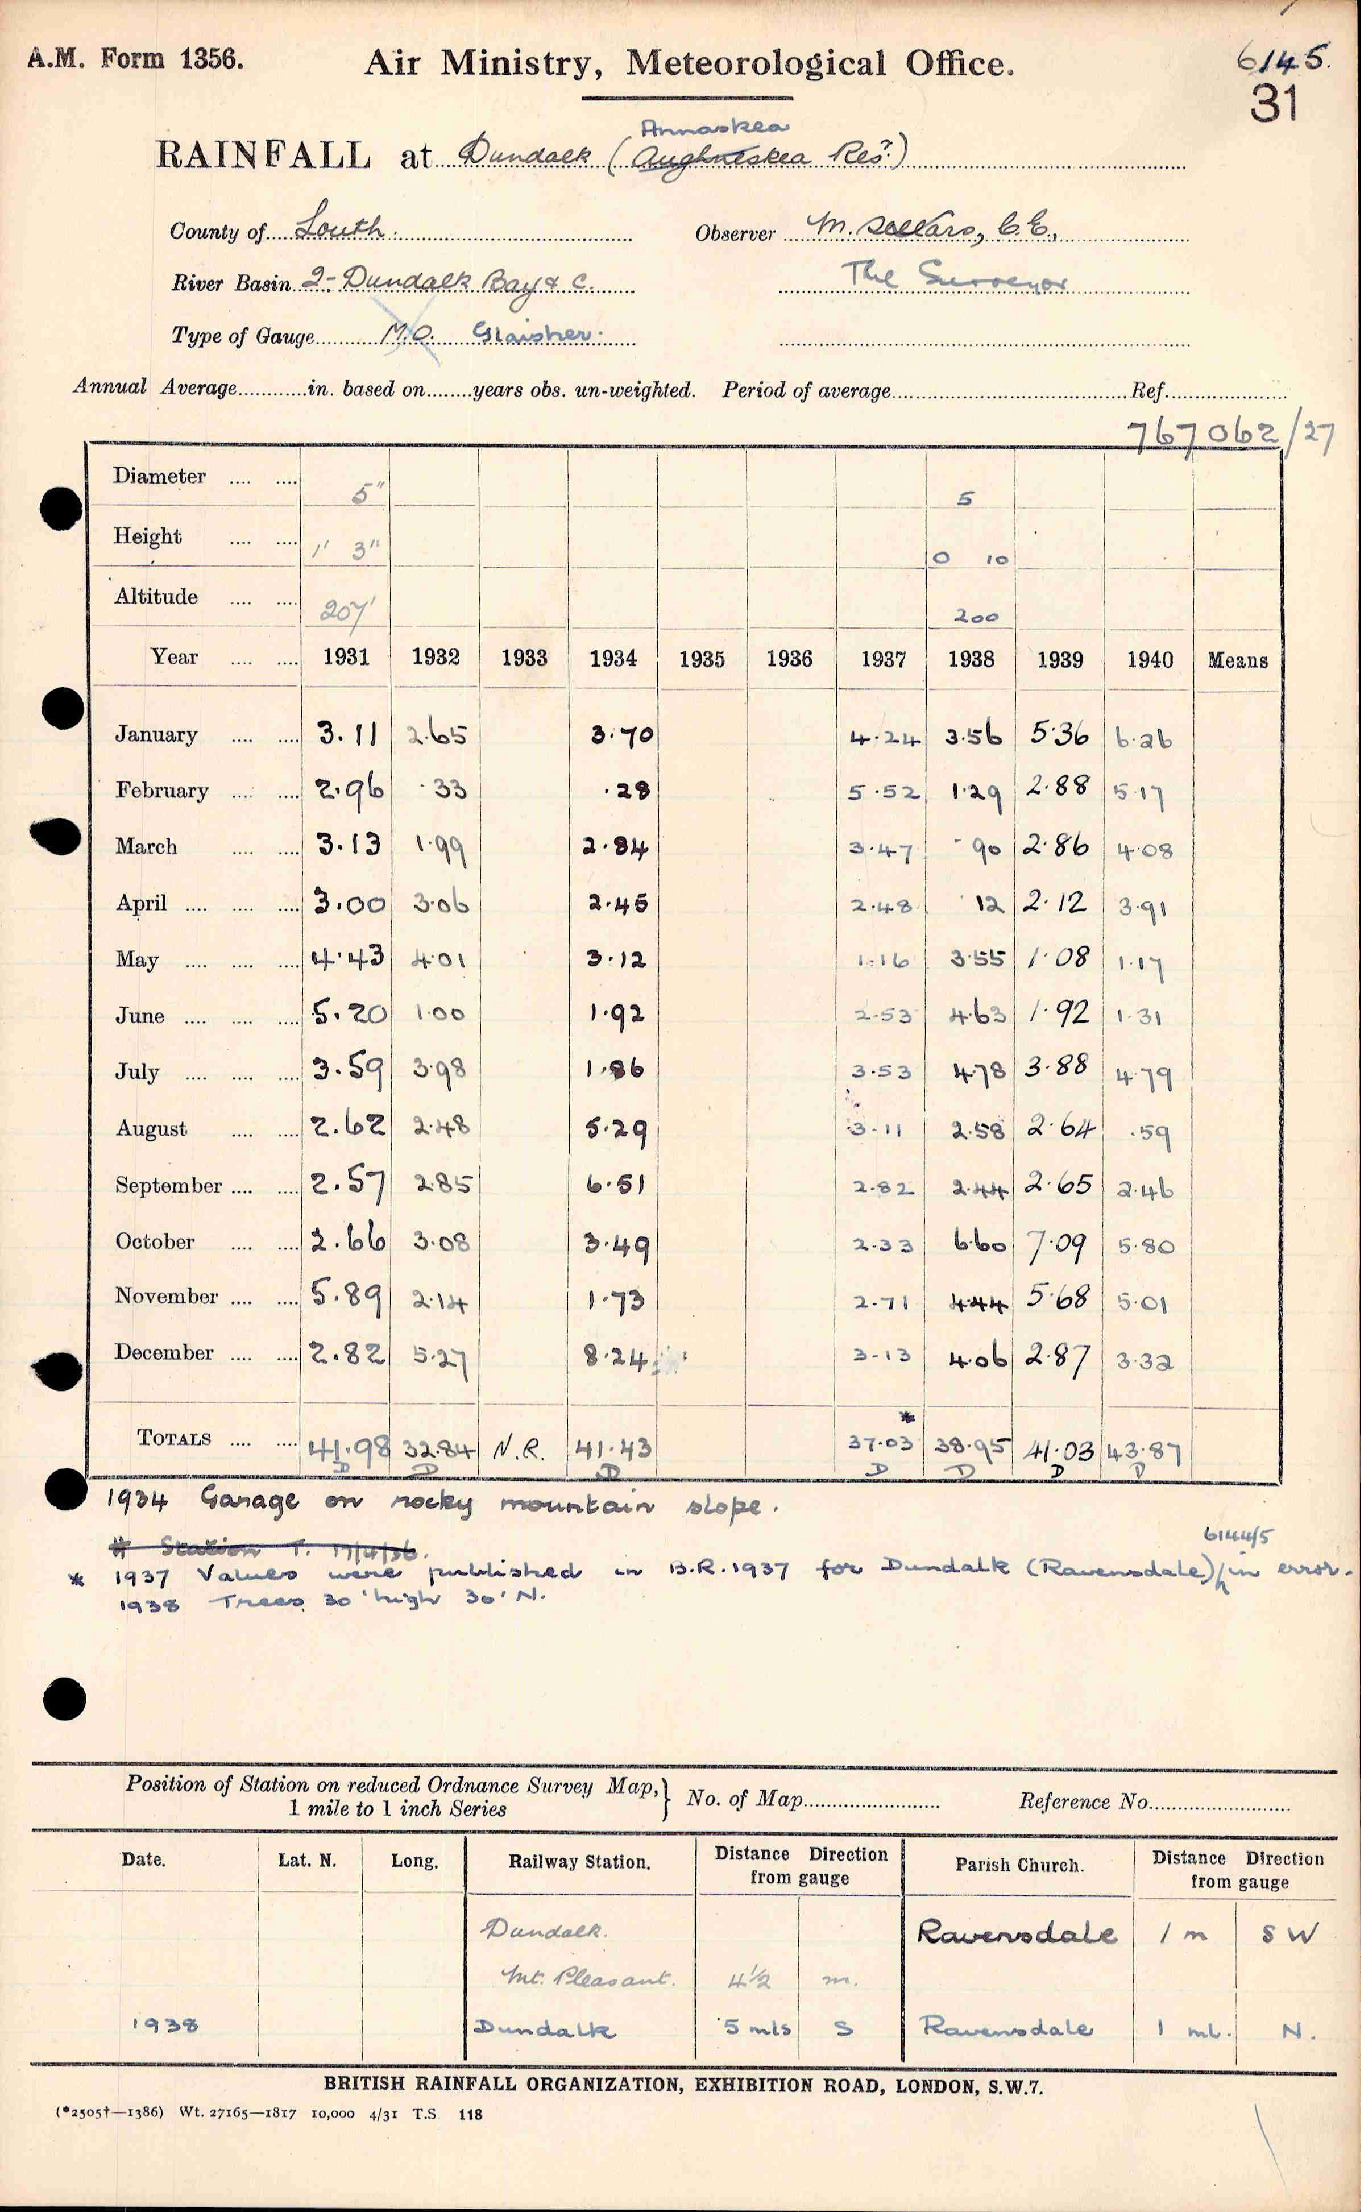 A.M. Form 1356. Air Ministry, Meteorological Office. 6145.
31
Annaskea
RAINFALL at Dundalk (Aughneskea Resr.)
County of Louth. Observer M. Sellars, C.E.,
River Basin 2-Dundalk Bay & C. The Surveyor
Type of Gauge M.O. Glaisher.
Annual Average in. based on years obs. un-weighted. Period of average Ref.
767062/27
Diameter 5" 5
Height 1' 3" 0 10
Altitude 207' 200
Year 1931 1932 1933 1934 1935 1936 1937 1938 1939 1940 Means
January 3.11 2.65 3.70 4.24 3.56 5.36 6.26
February 2.96 .33 .28 5.52 1.29 2.88 5.17
March 3.13 1.99 2.84 3.47 .90 2.86 4.08
April 3.00 3.06 2.45 2.48 .12 2.12 3.91
May 4.43 4.01 3.12 1.16 3.55 1.08 1.17
June 5.20 1.00 1.92 2.53 4.63 1.92 1.31
July 3.59 3.98 1.86 3.53 4.78 3.88 4.79
August 2.62 2.48 5.29 3.11 2.58 2.64 .59
September 2.57 2.85 6.51 2.82 2.44 2.65 2.46
October 2.66 3.08 3.49 2.33 6.60 7.09 5.80
November 5.89 2.14 1.73 2.71 4.44 5.68 5.01
December 2.82 5.27 8.24 3.13 4.06 2.87 3.32
*
TOTALS 41.98 32.84 N.R. 41.43 37.03 38.95 41.03 43.87
D D D D D D D
1934 Garage on rocky mountain slope.
* Station T. 17/4/36.
6144/5
* 1937 Values were published in B.R. 1937 for Dundalk (Ravensdale) in error.
1938 Trees 30' high 30' N.
Position of Station on reduced Ordnance Survey Map, } No. of Map Reference No.
1 mile to 1 inch Series
Date. Lat. N. Long. Railway Station. Distance Direction from gauge Parish Church. Distance Direction from gauge
Dundalk. Ravensdale 1 m S W
Mt. Pleasant. 4½ m.
1938 Dundalk 5 mls S Ravensdale 1 ml. N.
BRITISH RAINFALL ORGANIZATION, EXHIBITION ROAD, LONDON, S.W.7.
(*2505†—1386) Wt. 27165—1817 10,000 4/31 T.S 118